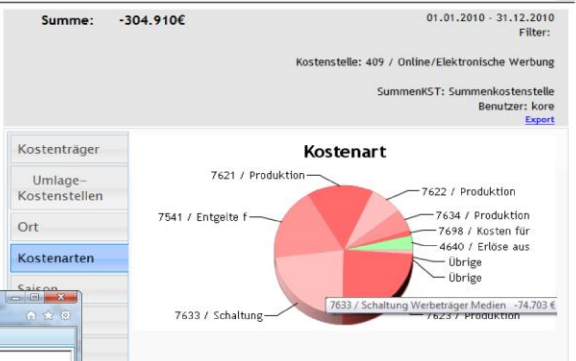 Summe: -304.910€
01.01.2010 - 31.12.2010
Filter:
Kostenstelle: 409 / Online/Elektronische Werbung
SummenKST: Summenkostenstelle
Benutzer: kore
Export
Kostenträger
Umlage-
Kostenstellen
Ort
Kostenarten
Saison
Kostenart
7621 / Produktion
7622 / Produktion
7541 / Entgelte f
7634 / Produktion
7698 / Kosten für
4640 / Erlöse aus
Übrige
Übrige
7633 / Schaltung Werbeträger Medien -74.703 €
7633 / Schaltung
7623 / Produktion